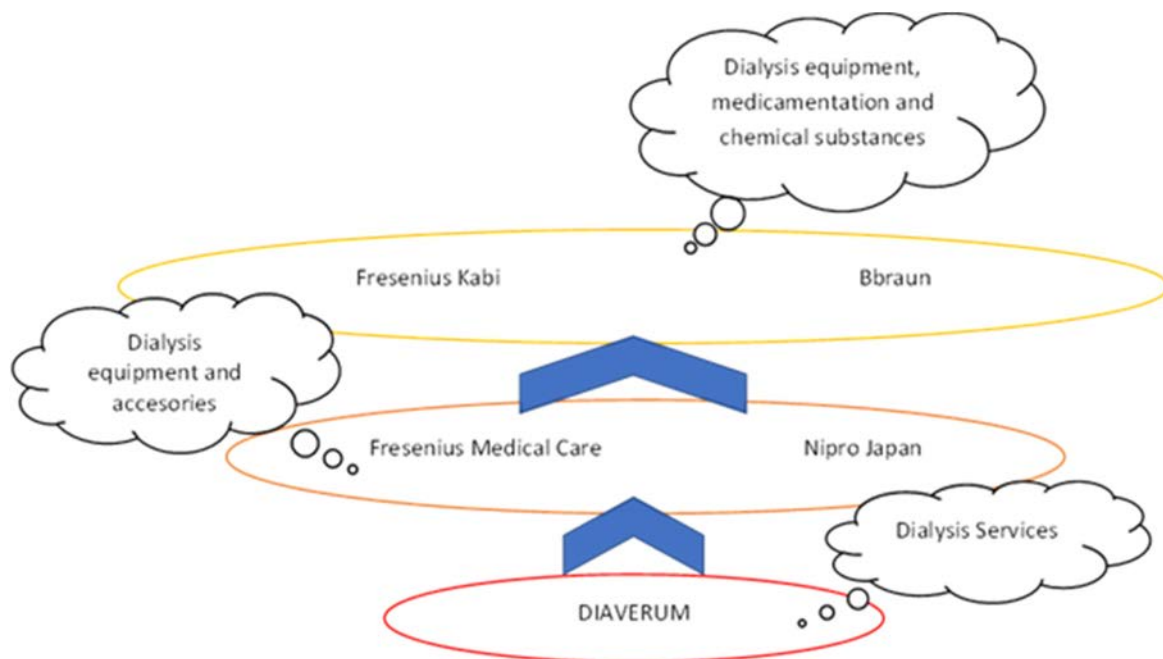 Dialysis equipment,
medicamentation and
chemical substances
Fresenius Kabi
Bbraun
Dialysis
equipment and
accesories
Fresenius Medical Care
Nipro Japan
Dialysis Services
DIAVERUM